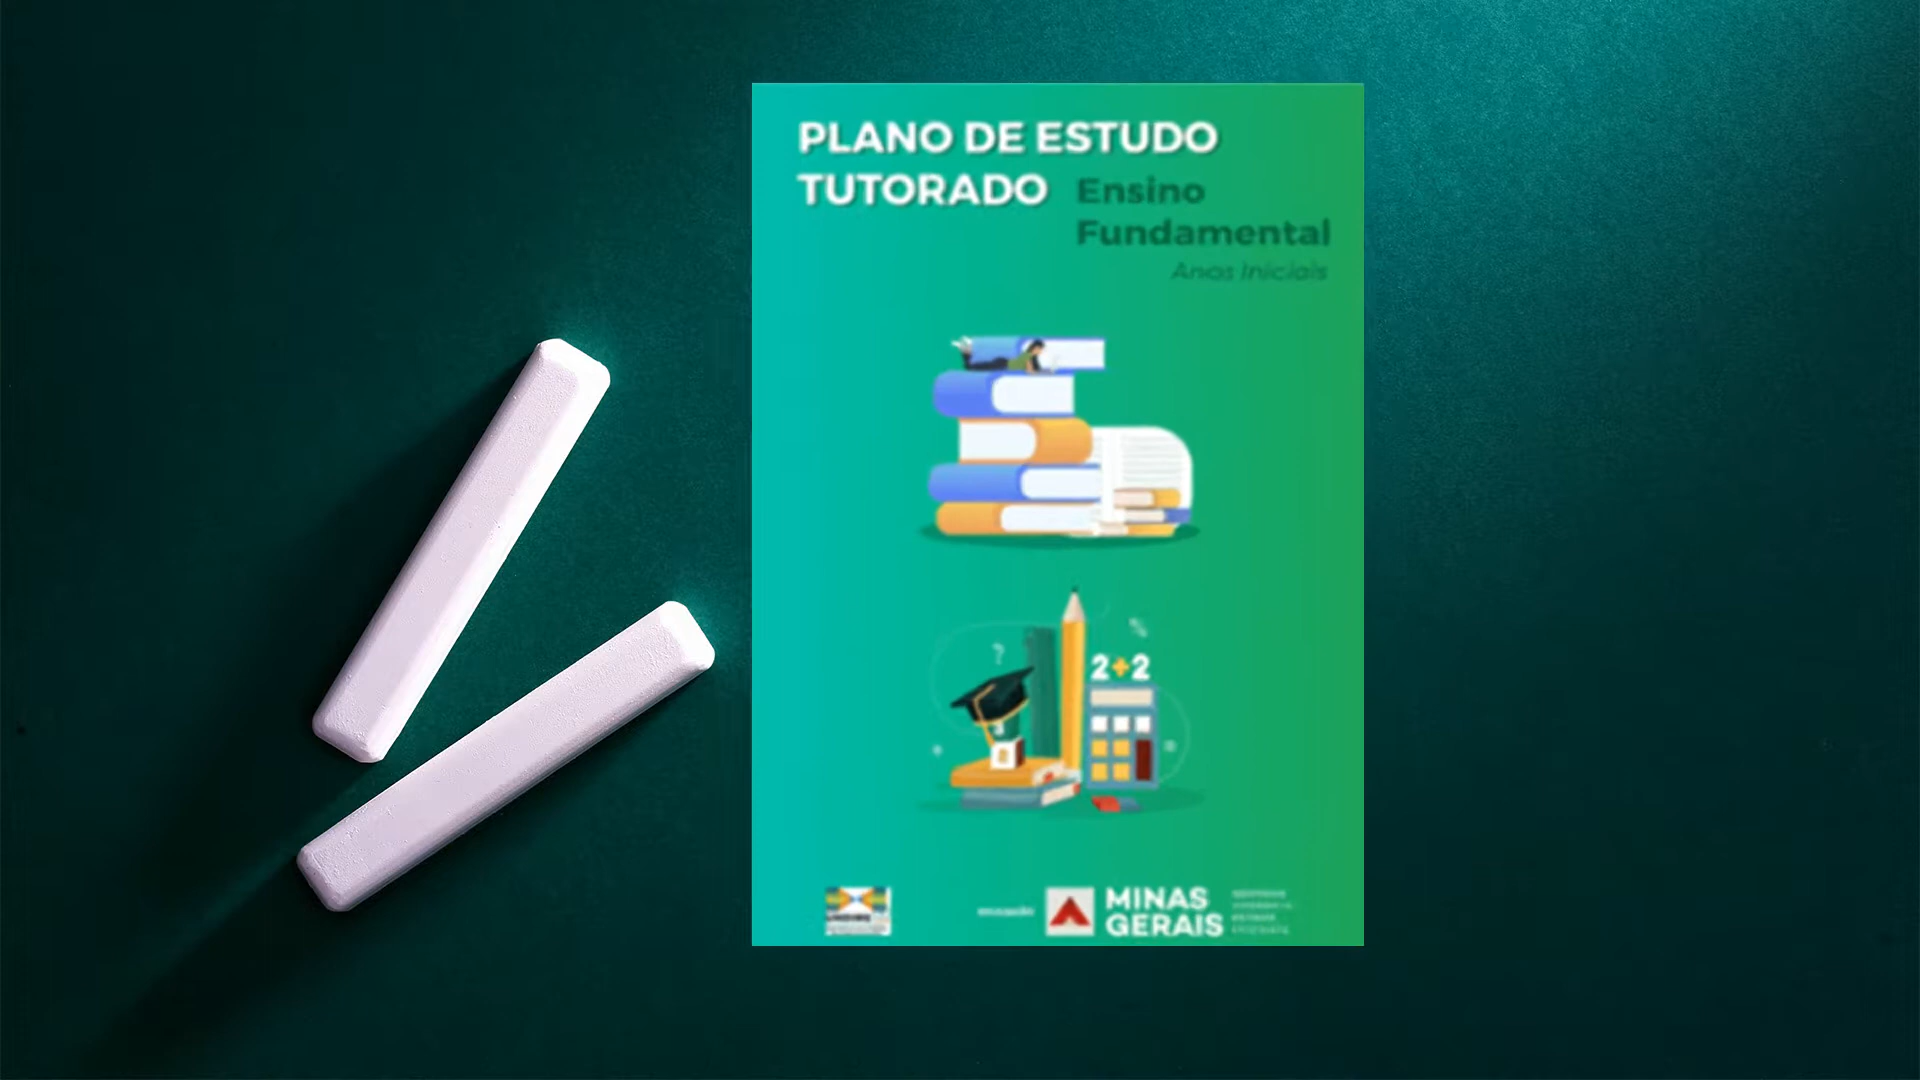 PLANO DE ESTUDO
TUTORADO
Ensino
Fundamental
Anos Iniciais
2+2
MINAS
GERAIS